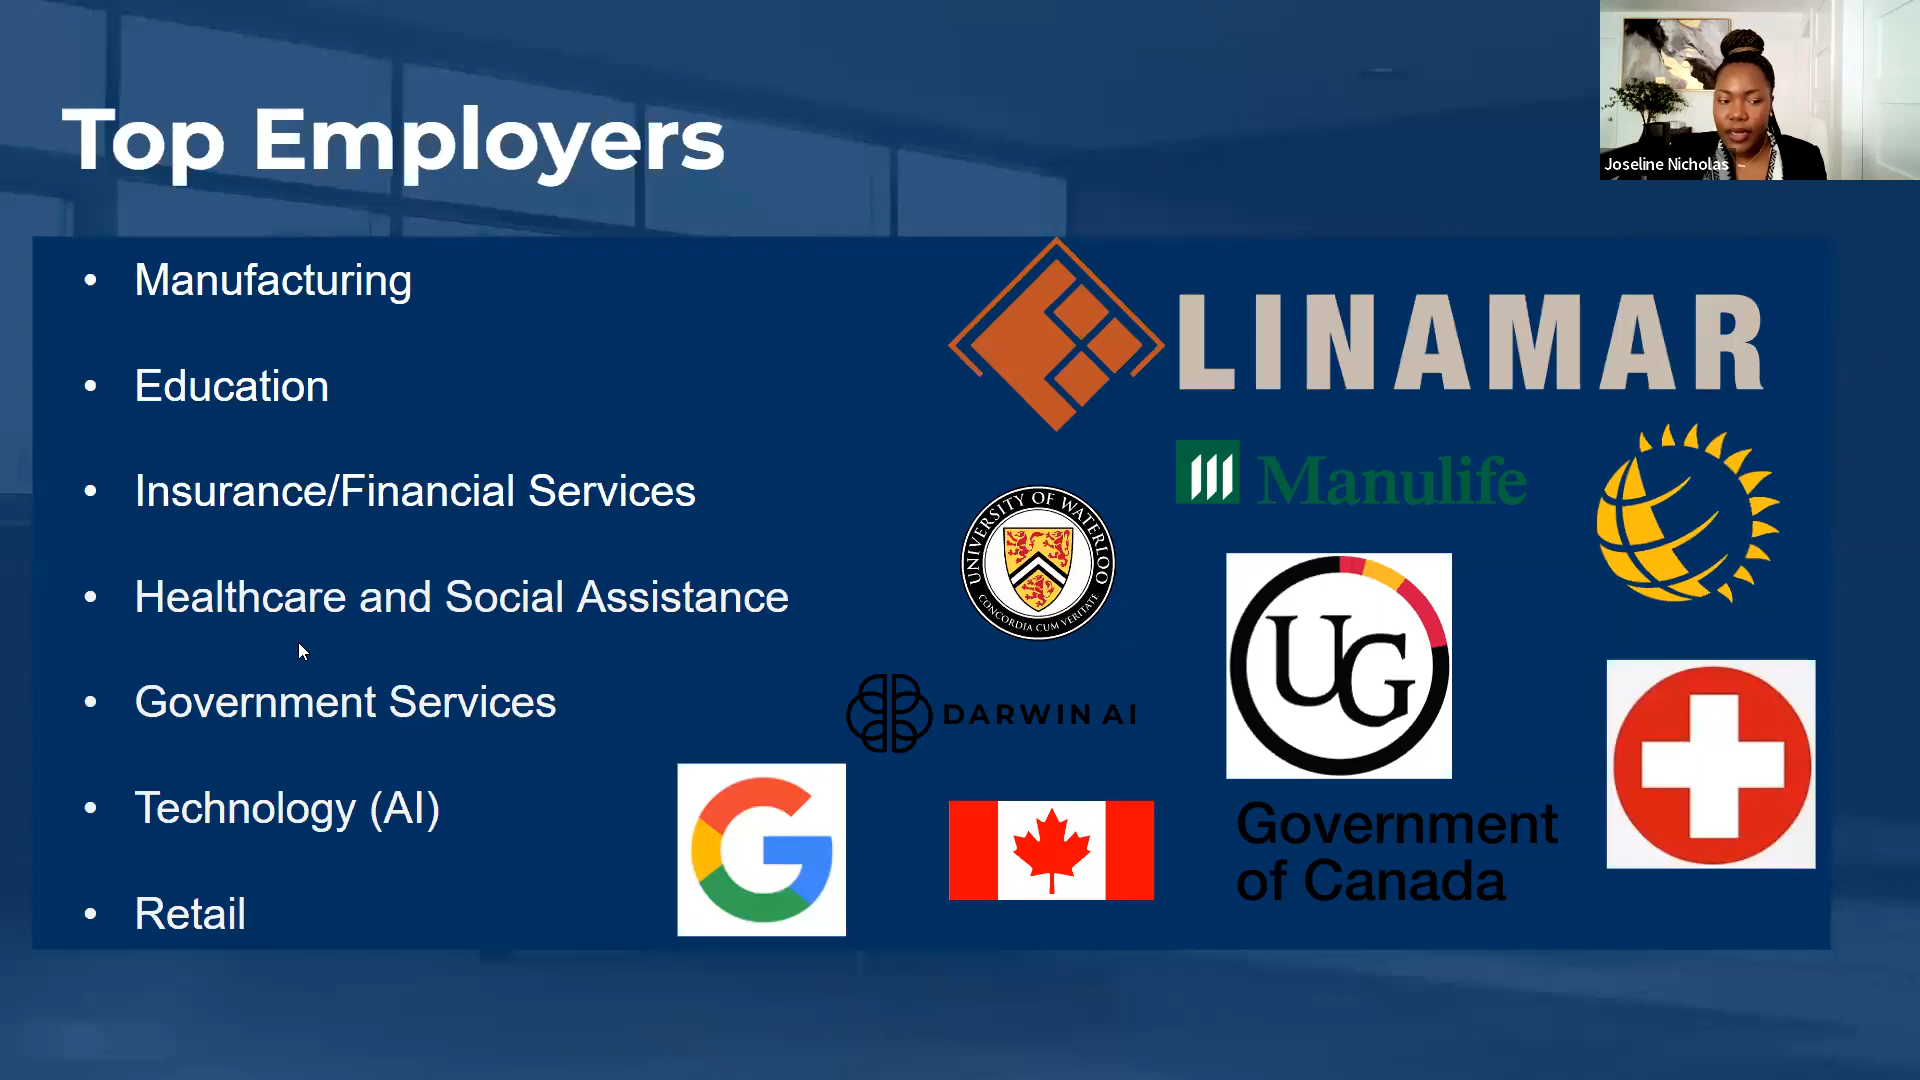 Top Employers
Joseline Nicholas
• Manufacturing
• Education
• Insurance/Financial Services
• Healthcare and Social Assistance
• Government Services
• Technology (AI)
• Retail
LINAMAR
Manulife
UNIVERSITY OF WATERLOO
CONCORDIA CUM VERITATE
UG
DARWIN AI
G
Government
of Canada